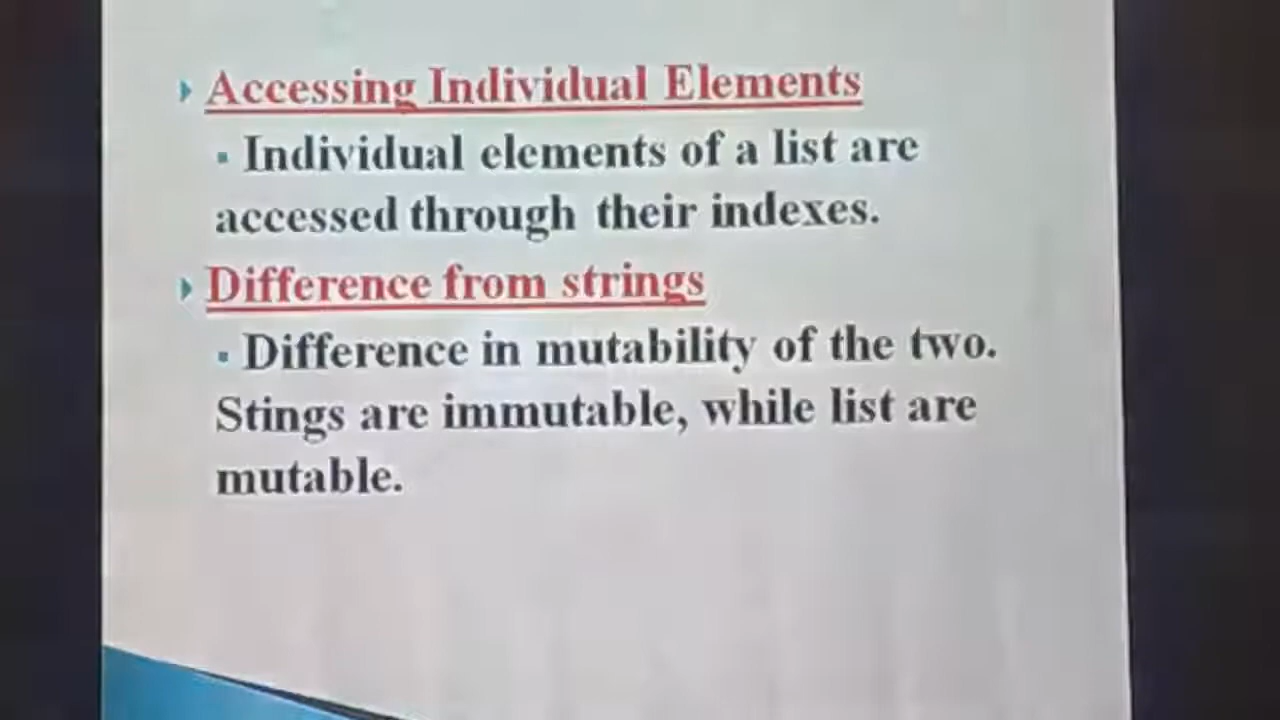 Accessing Individual Elements
Individual elements of a list are
accessed through their indexes.
Difference from strings
Difference in mutability of the two.
Stings are immutable, while list are
mutable.